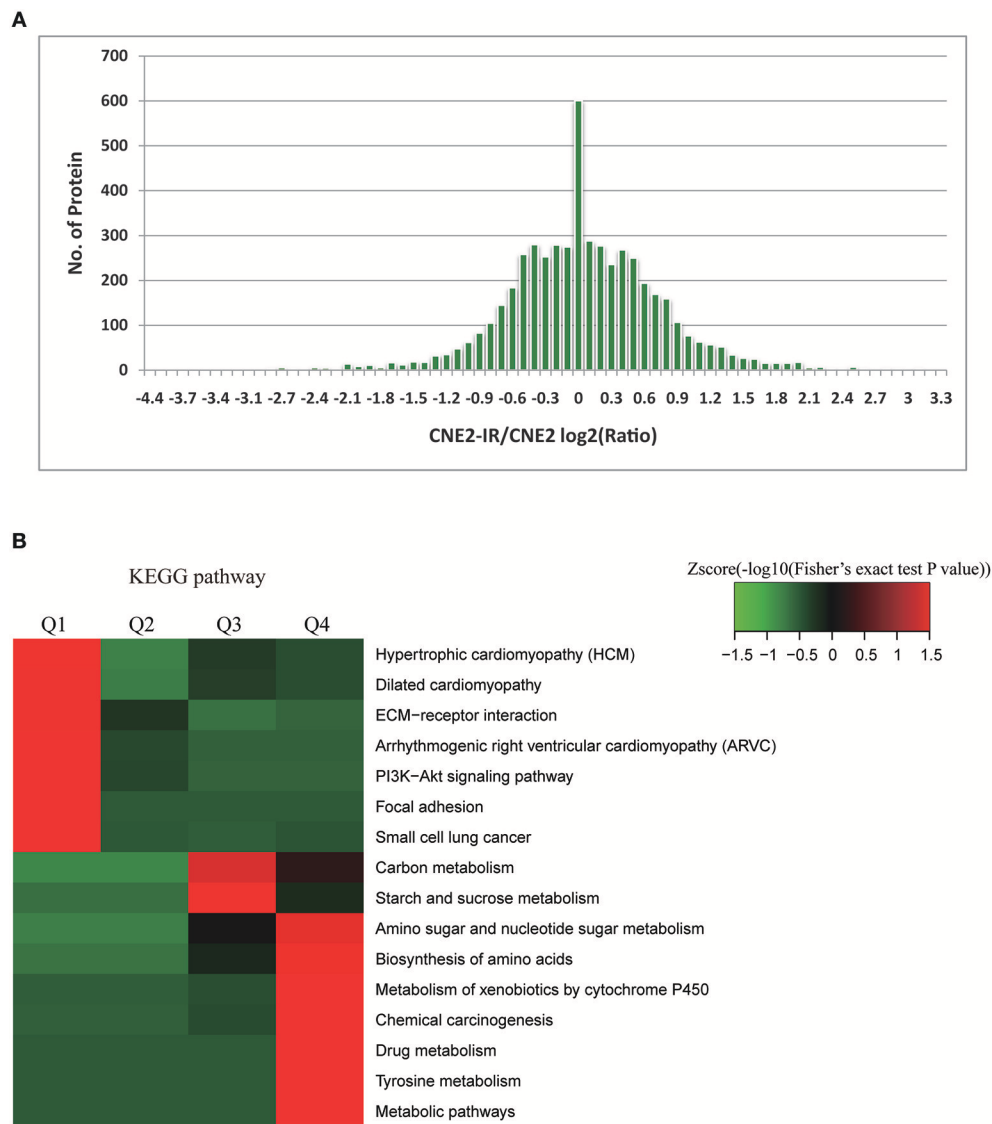 A
700
600
500
400
300
200
100
0
No. of Protein
-4.4 -3.7 -3.4 -3.1 -2.7 -2.4 -2.1 -1.8 -1.5 -1.2 -0.9 -0.6 -0.3 0 0.3 0.6 0.9 1.2 1.5 1.8 2.1 2.4 2.7 3 3.3
CNE2-IR/CNE2 log2(Ratio)
B
KEGG pathway
Zscore(-log10(Fisher's exact test P value))
−1.5 −1 −0.5 0 0.5 1 1.5
Q1 Q2 Q3 Q4
Hypertrophic cardiomyopathy (HCM)
Dilated cardiomyopathy
ECM−receptor interaction
Arrhythmogenic right ventricular cardiomyopathy (ARVC)
PI3K−Akt signaling pathway
Focal adhesion
Small cell lung cancer
Carbon metabolism
Starch and sucrose metabolism
Amino sugar and nucleotide sugar metabolism
Biosynthesis of amino acids
Metabolism of xenobiotics by cytochrome P450
Chemical carcinogenesis
Drug metabolism
Tyrosine metabolism
Metabolic pathways